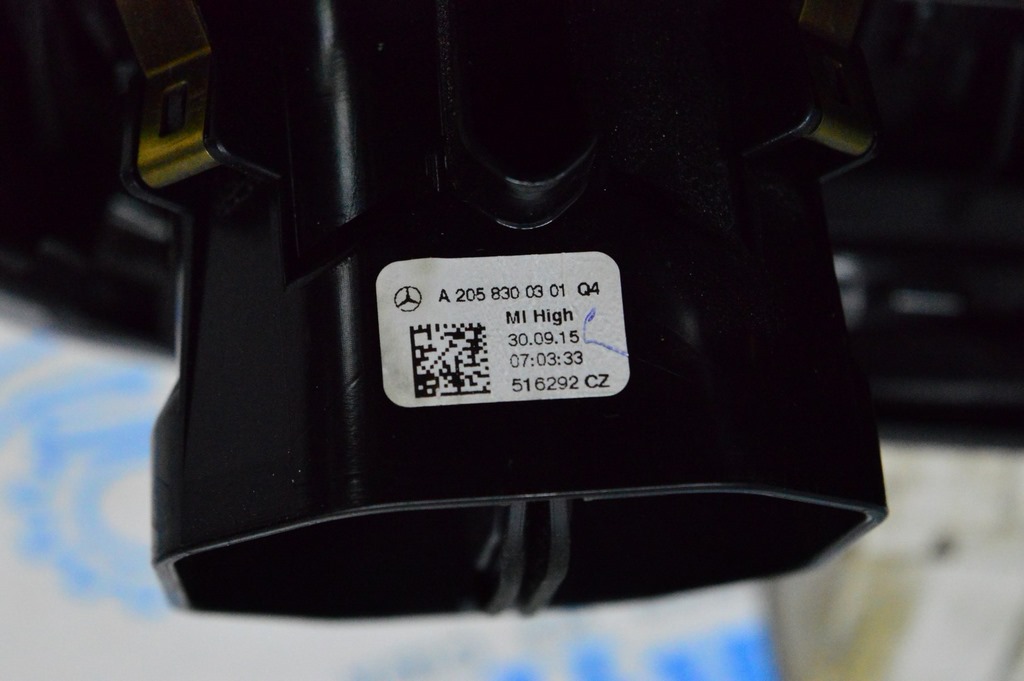 A 205 830 03 01 Q4
MI High
30.09.15
07:03:33
516292 CZ